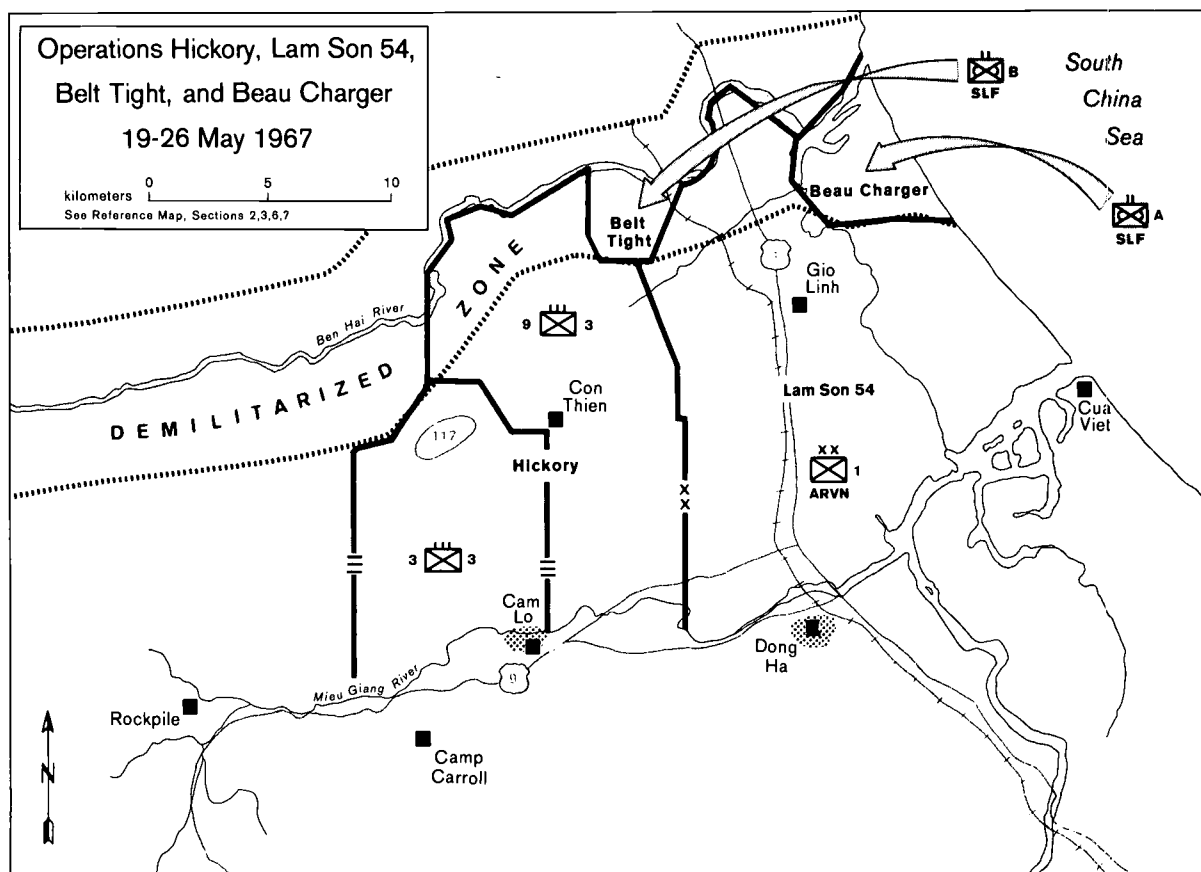 Operations Hickory, Lam Son 54,
Belt Tight, and Beau Charger
19-26 May 1967
kilometers 0 5 10
See Reference Map, Sections 2,3,6,7
B
SLF
South
China
Sea
A
SLF
Beau Charger
Belt
Tight
Gio
Linh
Ben Hai River
DEMILITARIZED ZONE
9 3
Con
Thien
117
Hickory
Lam Son 54
XX
1
ARVN
Cua
Viet
XX
3 3
Cam
Lo
Dong
Ha
9
Mieu Giang River
Rockpile
Camp
Carroll
N